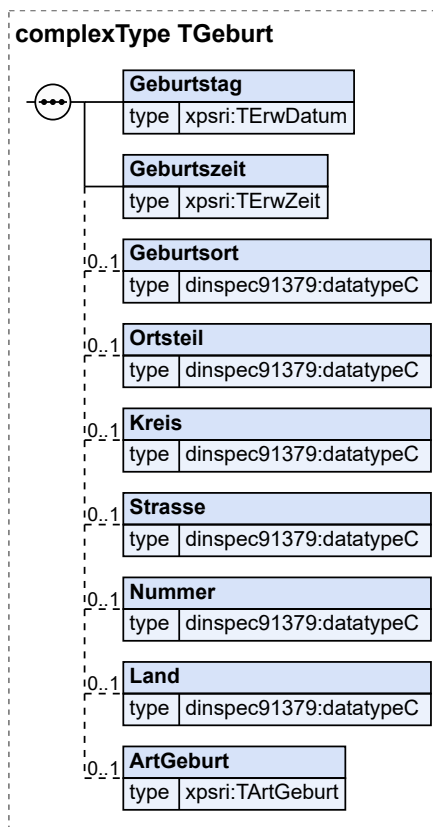 complexType TGeburt
Geburtstag
type xpsri:TErwDatum
Geburtszeit
type xpsri:TErwZeit
0..1 Geburtsort
type dinspec91379:datatypeC
0..1 Ortsteil
type dinspec91379:datatypeC
0..1 Kreis
type dinspec91379:datatypeC
0..1 Strasse
type dinspec91379:datatypeC
0..1 Nummer
type dinspec91379:datatypeC
0..1 Land
type dinspec91379:datatypeC
0..1 ArtGeburt
type xpsri:TArtGeburt